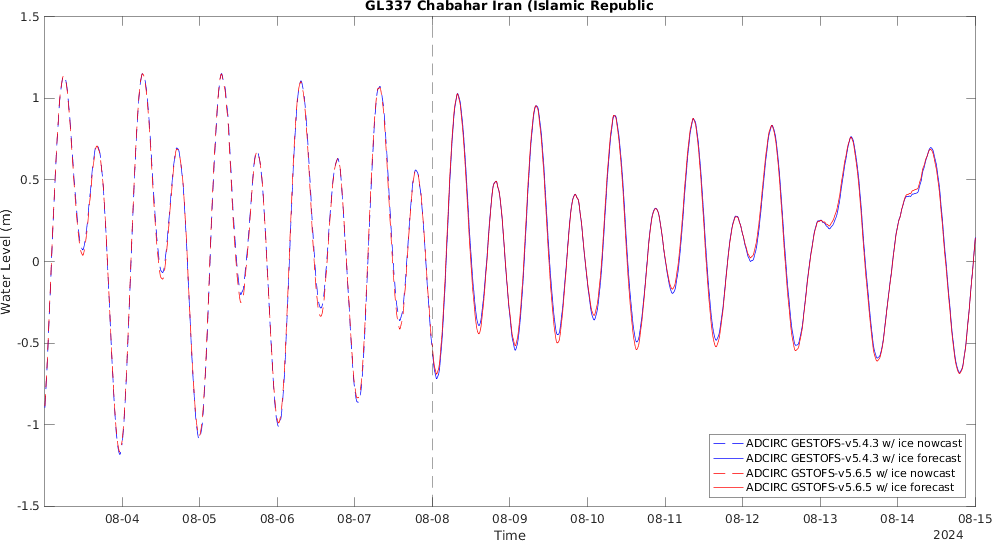 GL337 Chabahar Iran (Islamic Republic
1.5
1
0.5
0
-0.5
-1
-1.5
Water Level (m)
ADCIRC GESTOFS-v5.4.3 w/ ice nowcast
ADCIRC GESTOFS-v5.4.3 w/ ice forecast
ADCIRC GSTOFS-v5.6.5 w/ ice nowcast
ADCIRC GSTOFS-v5.6.5 w/ ice forecast
08-04 08-05 08-06 08-07 08-08 08-09 08-10 08-11 08-12 08-13 08-14 08-15
Time
2024